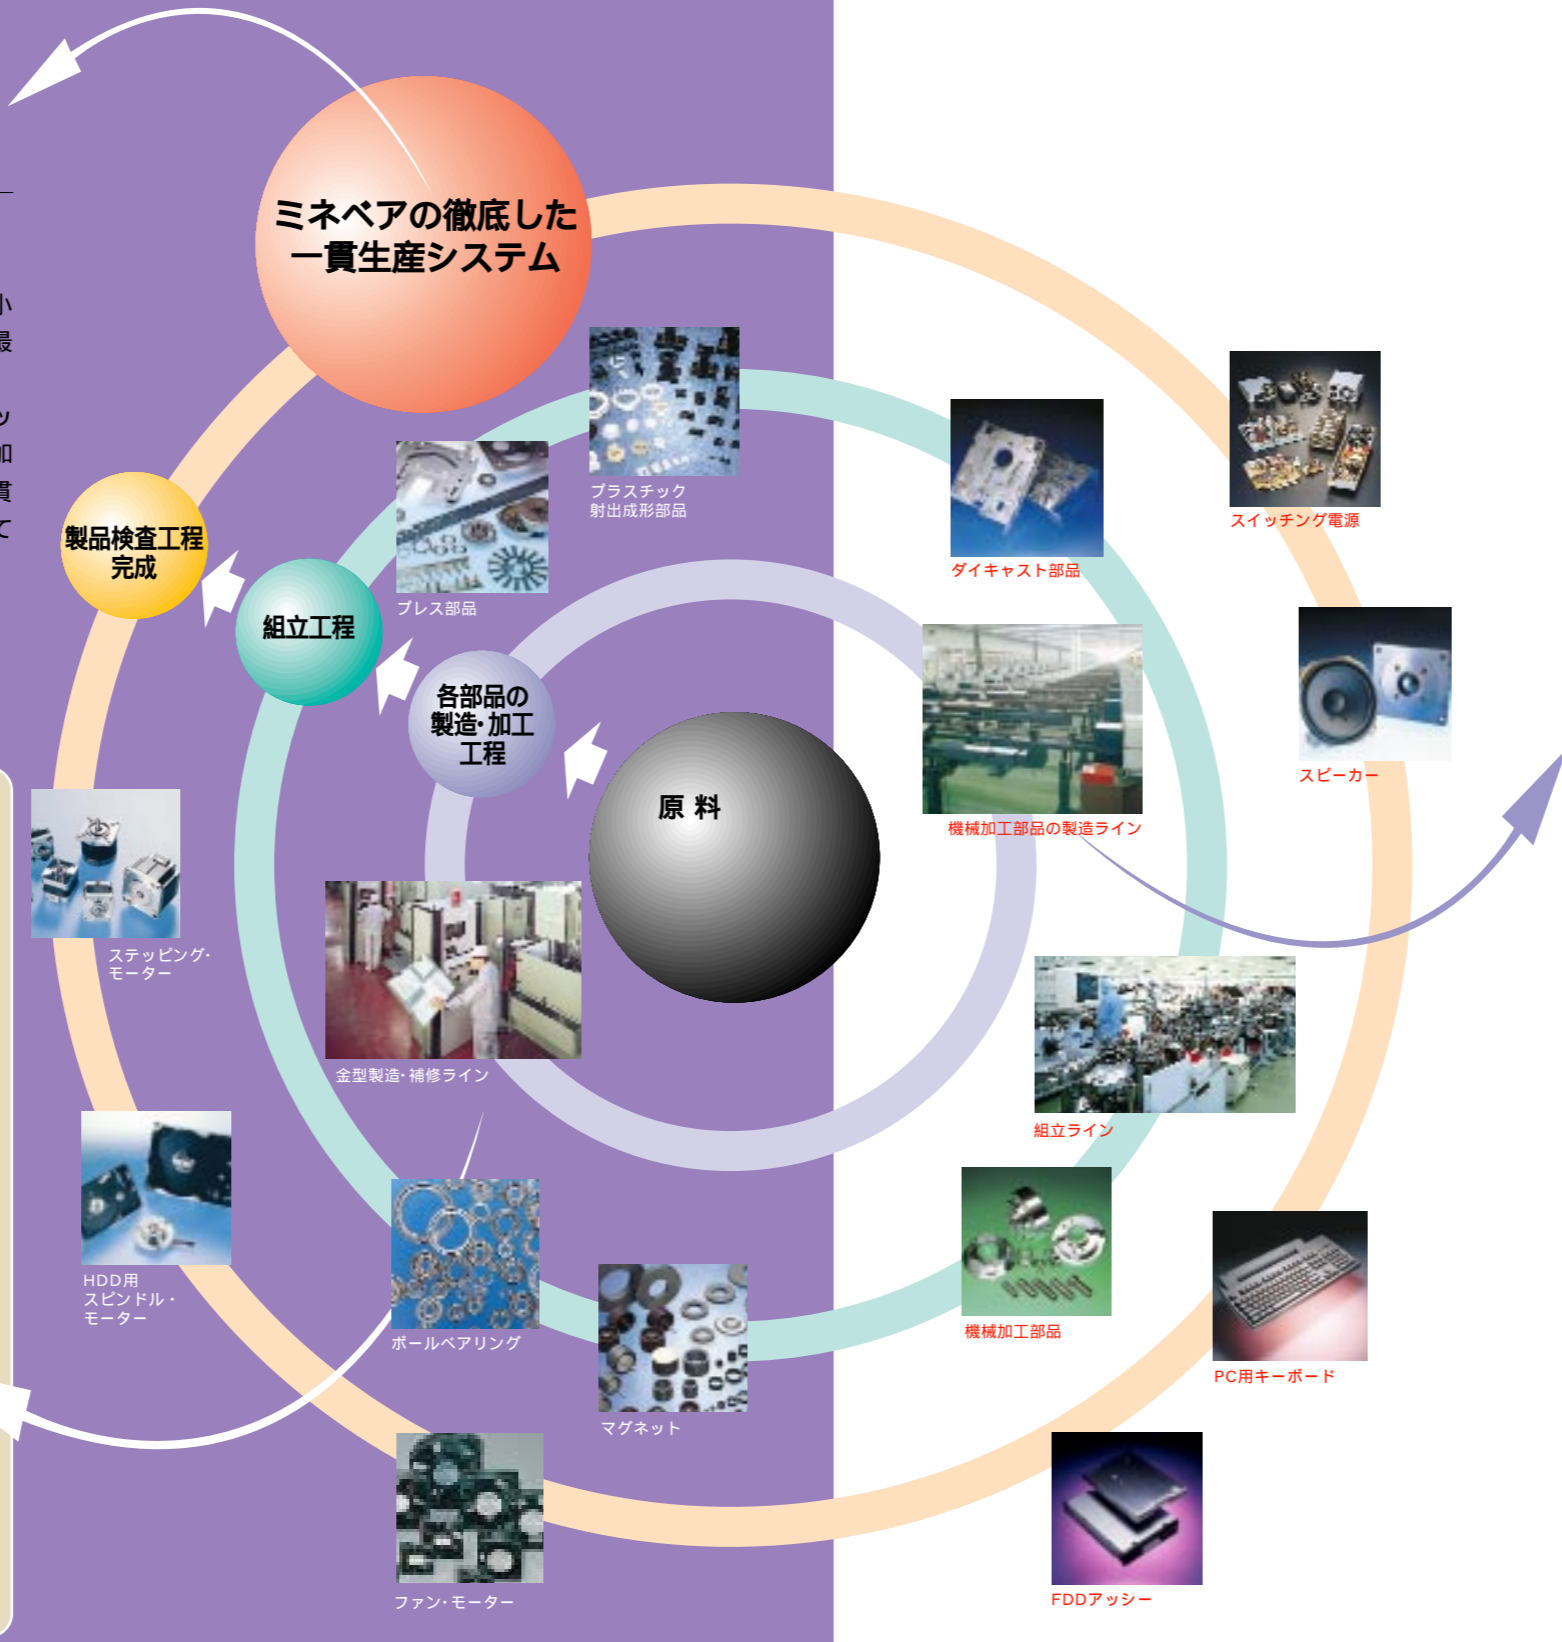 ミネベアの徹底した
一貫生産システム
小
最
ッ
加
貫
て
プラスチック
射出成形部品
プレス部品
ダイキャスト部品
スイッチング電源
製品検査工程
完成
組立工程
各部品の
製造・加工
工程
原 料
機械加工部品の製造ライン
スピーカー
ステッピング・
モーター
金型製造・補修ライン
組立ライン
HDD用
スピンドル・
モーター
ボールベアリング
マグネット
機械加工部品
PC用キーボード
ファン・モーター
FDDアッシー